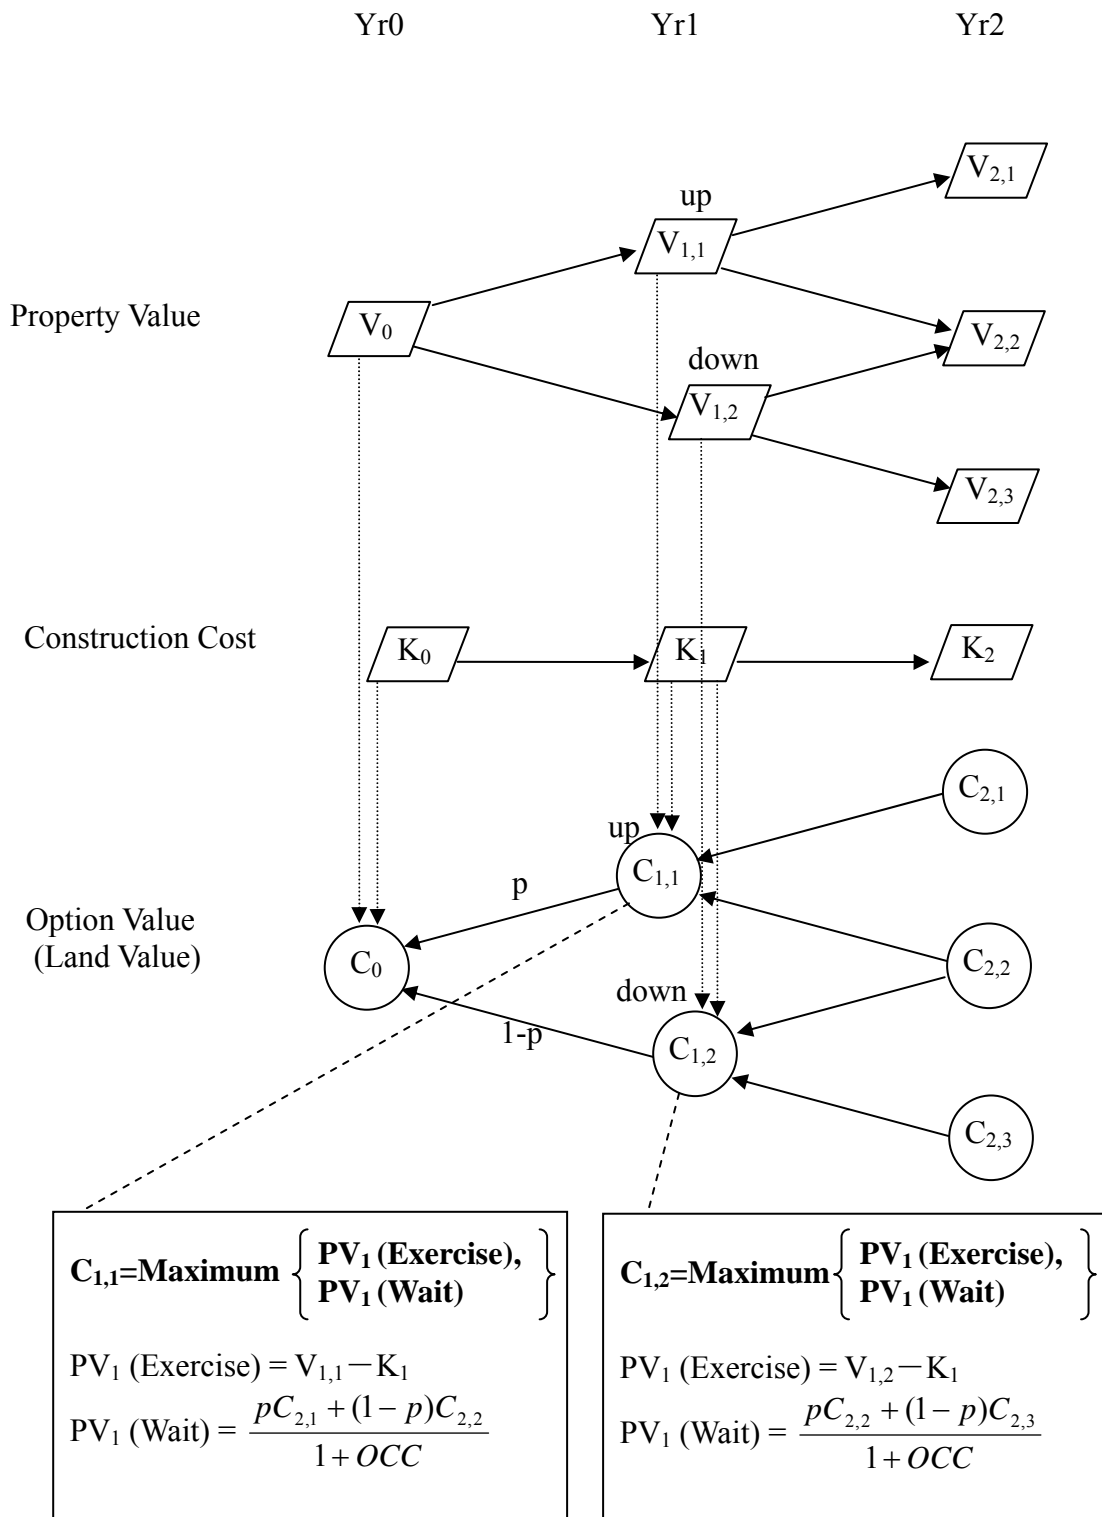 Yr0 Yr1 Yr2
V2,1
up
V1,1
Property Value
V0
V2,2
down
V1,2
V2,3
Construction Cost
K0 K1 K2
C2,1
up
C1,1
p
Option Value
(Land Value)
C0
C2,2
down
1-p
C1,2
C2,3
C1,1=Maximum { PV1 (Exercise), PV1 (Wait) }
PV1 (Exercise) = V1,1－K1
PV1 (Wait) = pC2,1 + (1 - p)C2,2 / 1 + OCC
C1,2=Maximum { PV1 (Exercise), PV1 (Wait) }
PV1 (Exercise) = V1,2－K1
PV1 (Wait) = pC2,2 + (1 - p)C2,3 / 1 + OCC